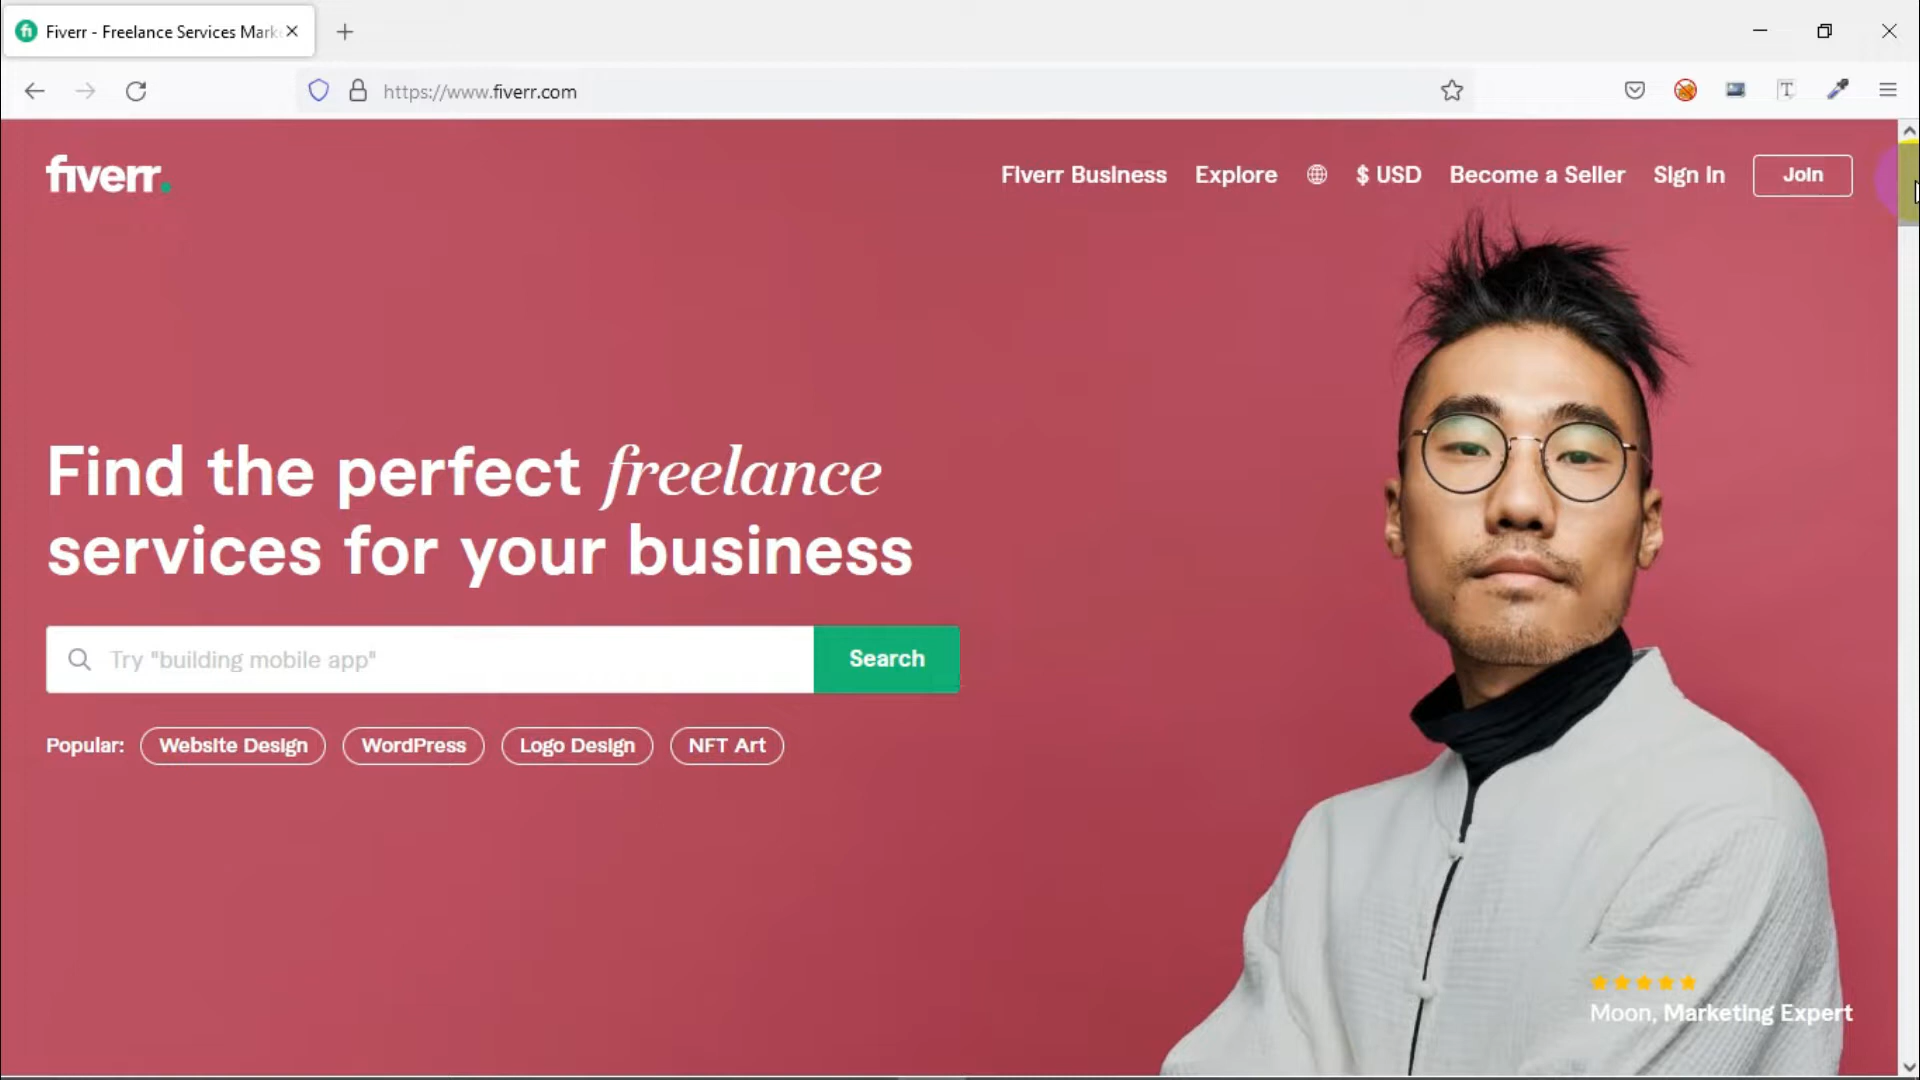 Fiverr - Freelance Services Mark
https://www.fiverr.com
fiverr.
Fiverr Business
Explore
$ USD
Become a Seller
Sign in
Join
Find the perfect freelance
services for your business
Try "building mobile app"
Search
Popular:
Website Design
WordPress
Logo Design
NFT Art
Moon, Marketing Expert